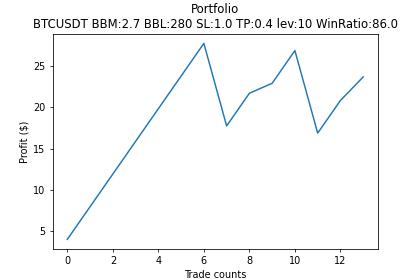 Portfolio
BTCUSDT BBM:2.7 BBL:280 SL:1.0 TP:0.4 lev:10 WinRatio:86.0
25
20
15
10
5
Profit ($)
0 2 4 6 8 10 12
Trade counts